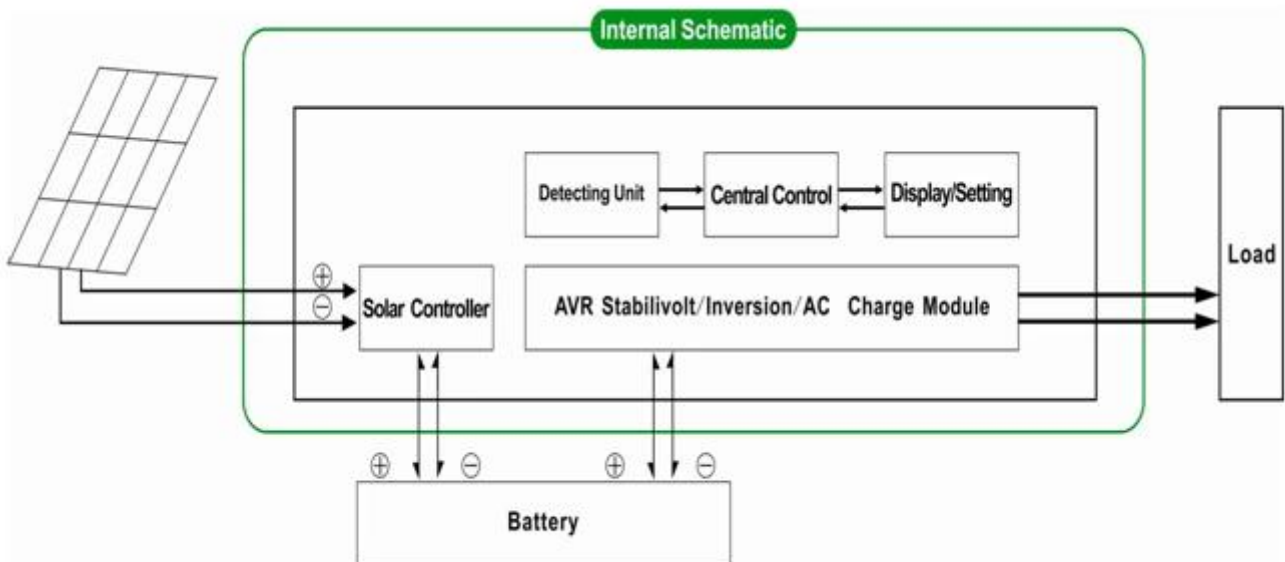 Internal Schematic
Detecting Unit
Central Control
Display/Setting
Load
⊕
⊖
Solar Controller
AVR Stabilivolt/Inversion/AC Charge Module
⊕ ⊖ ⊕ ⊖
Battery